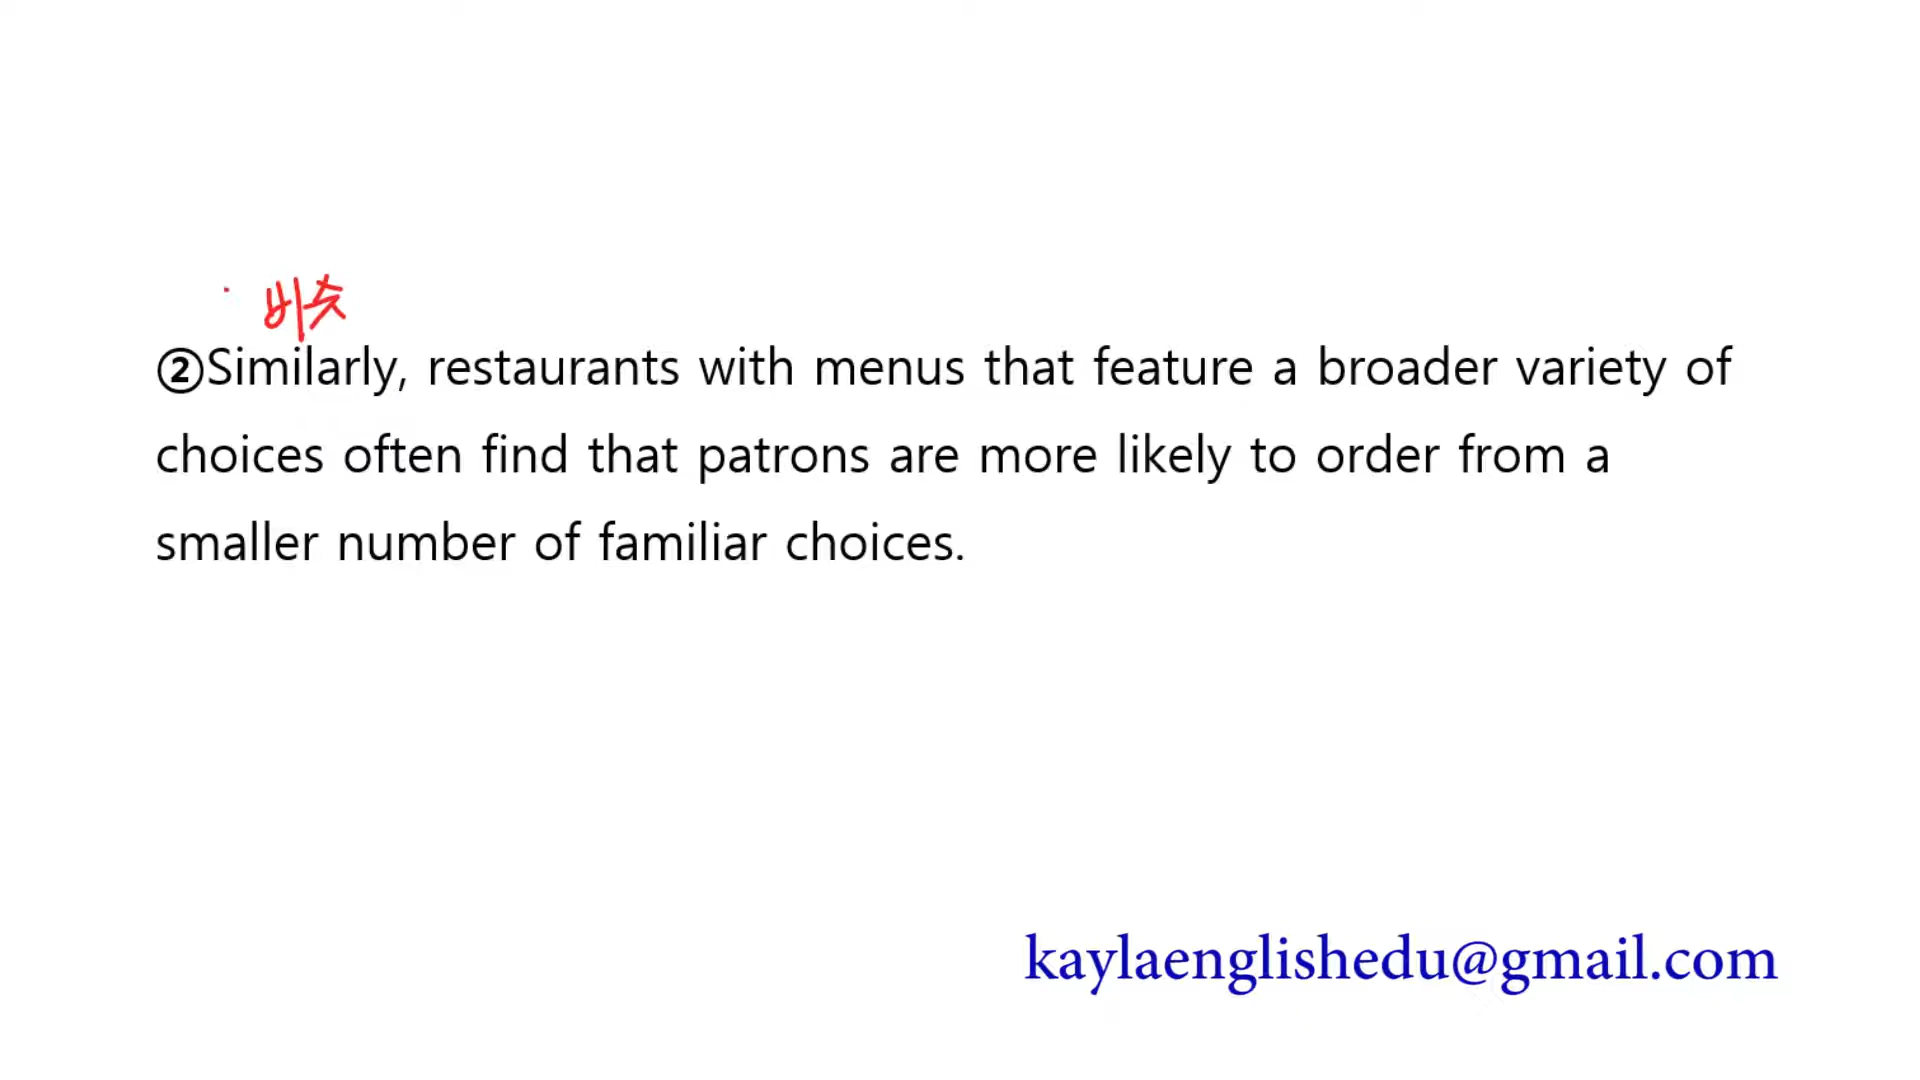 비슷
②Similarly, restaurants with menus that feature a broader variety of
choices often find that patrons are more likely to order from a
smaller number of familiar choices.
kaylaenglishedu@gmail.com